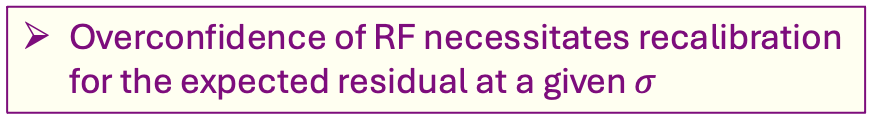 ➢ Overconfidence of RF necessitates recalibration
for the expected residual at a given 𝜎